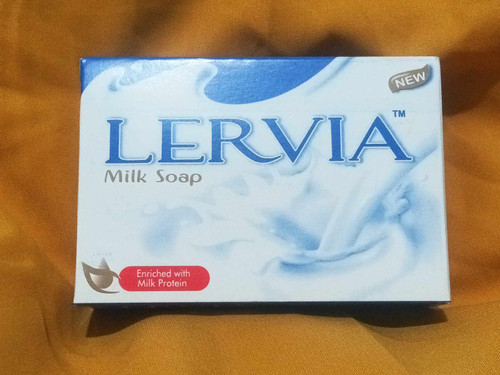 NEW
LERVIA™
Milk Soap
Enriched with
Milk Protein